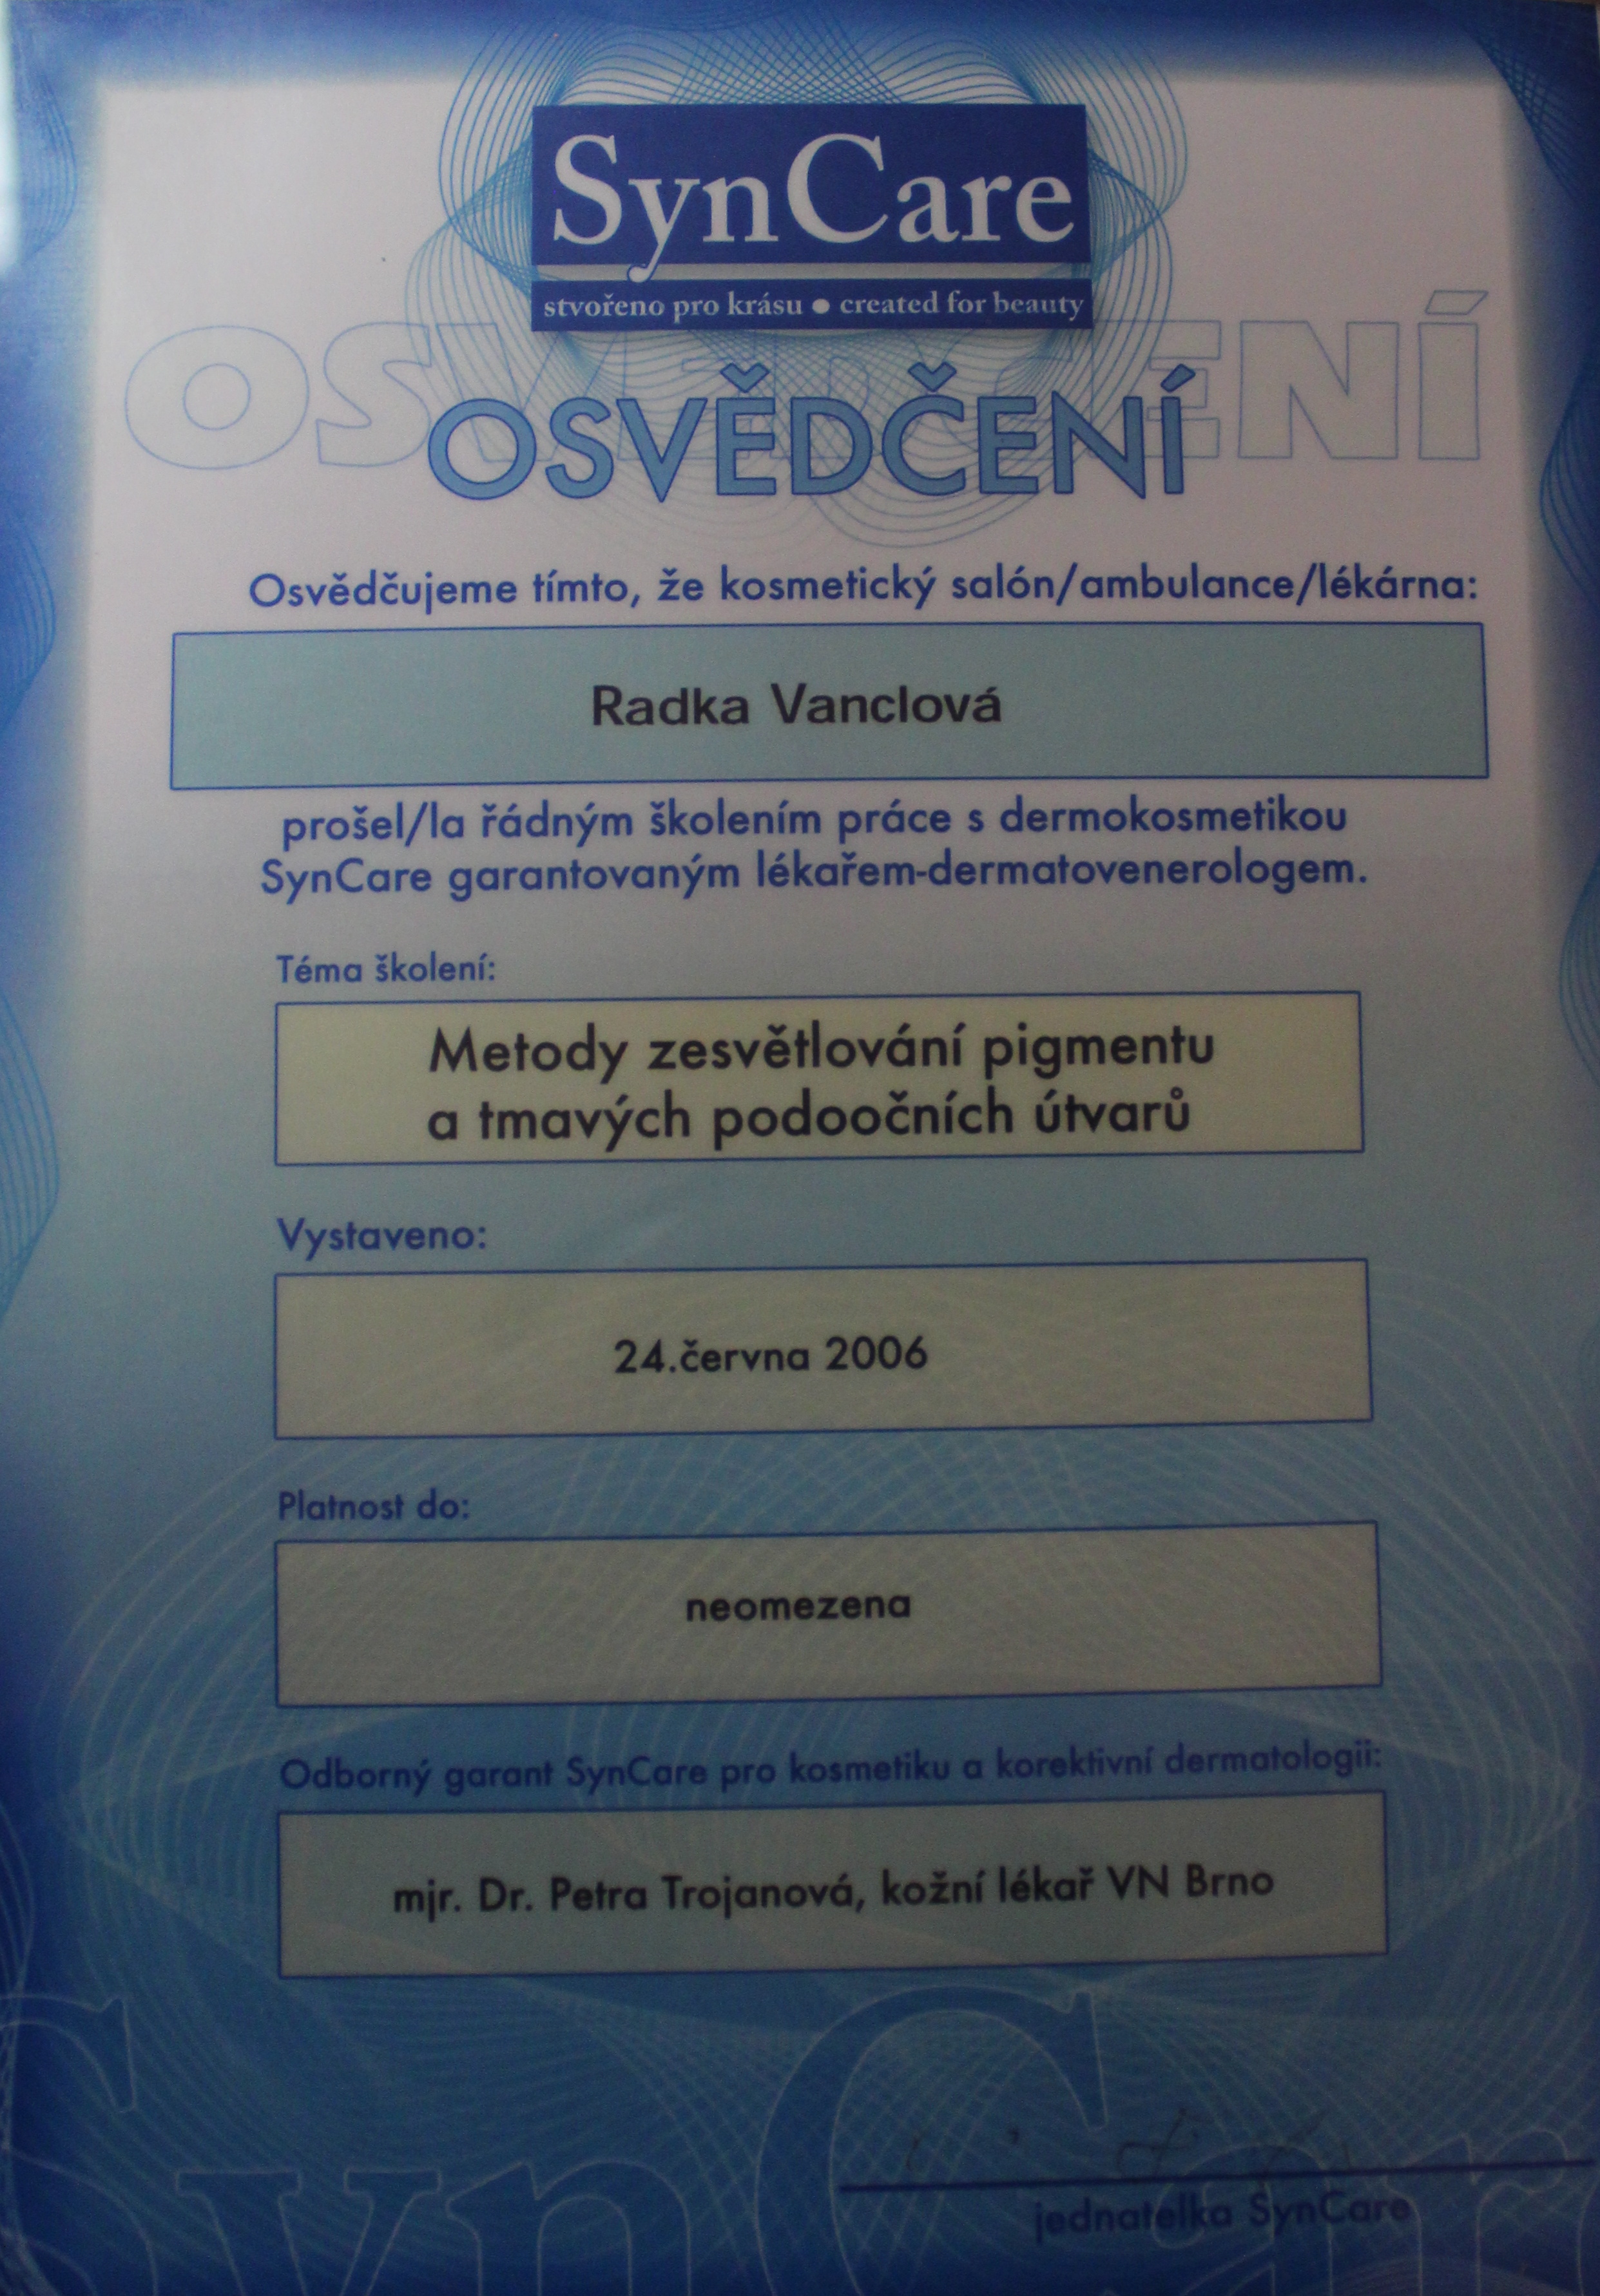 SynCare
stvořeno pro krásu ● created for beauty
OSVĚDČENÍ
OSVĚDČENÍ
Osvědčujeme tímto, že kosmetický salón/ambulance/lékárna:
Radka Vanclová
prošel/la řádným školením práce s dermokosmetikou
SynCare garantovaným lékařem-dermatovenerologem.
Téma školení:
Metody zesvětlování pigmentu
a tmavých podoočních útvarů
Vystaveno:
24.června 2006
Platnost do:
neomezena
Odborný garant SynCare pro kosmetiku a korektivní dermatologii:
mjr. Dr. Petra Trojanová, kožní lékař VN Brno
jednatelka SynCare
SynCar